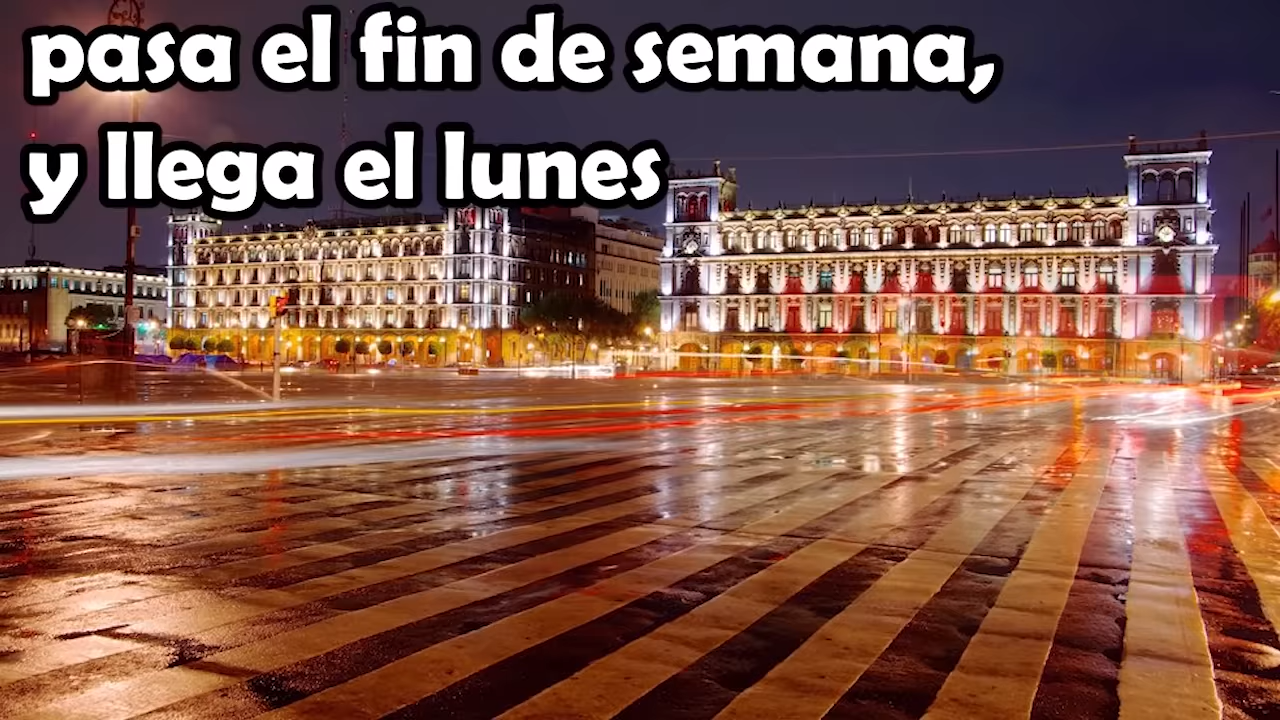 pasa el fin de semana,
y llega el lunes